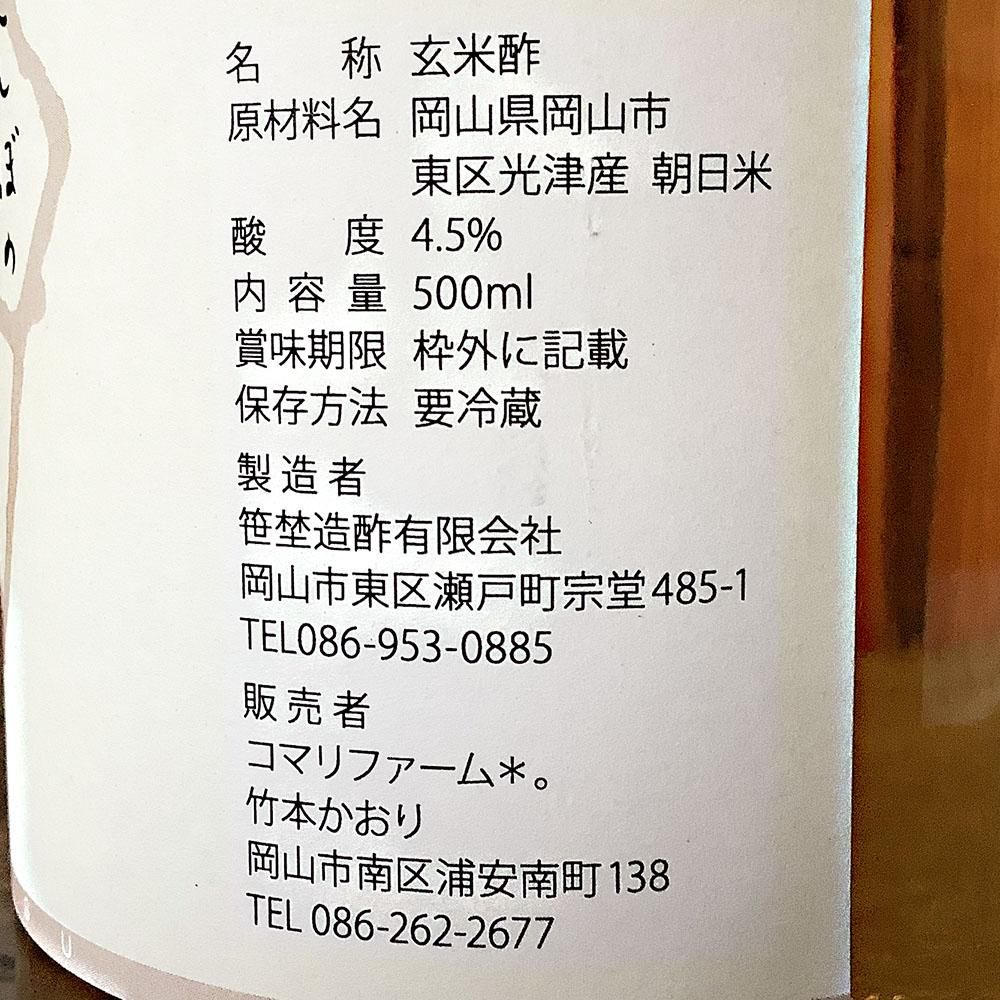 名称 玄米酢
原材料名 岡山県岡山市
東区光津産 朝日米
酸度 4.5%
内容量 500ml
賞味期限 枠外に記載
保存方法 要冷蔵
製造者
笹埜造酢有限会社
岡山市東区瀬戸町宗堂485-1
TEL086-953-0885
販売者
コマリファーム＊。
竹本かおり
岡山市南区浦安南町138
TEL 086-262-2677